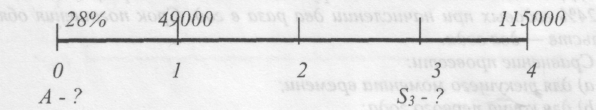 28% 49000 115000
0 1 2 3 4
A - ? S₃ - ?